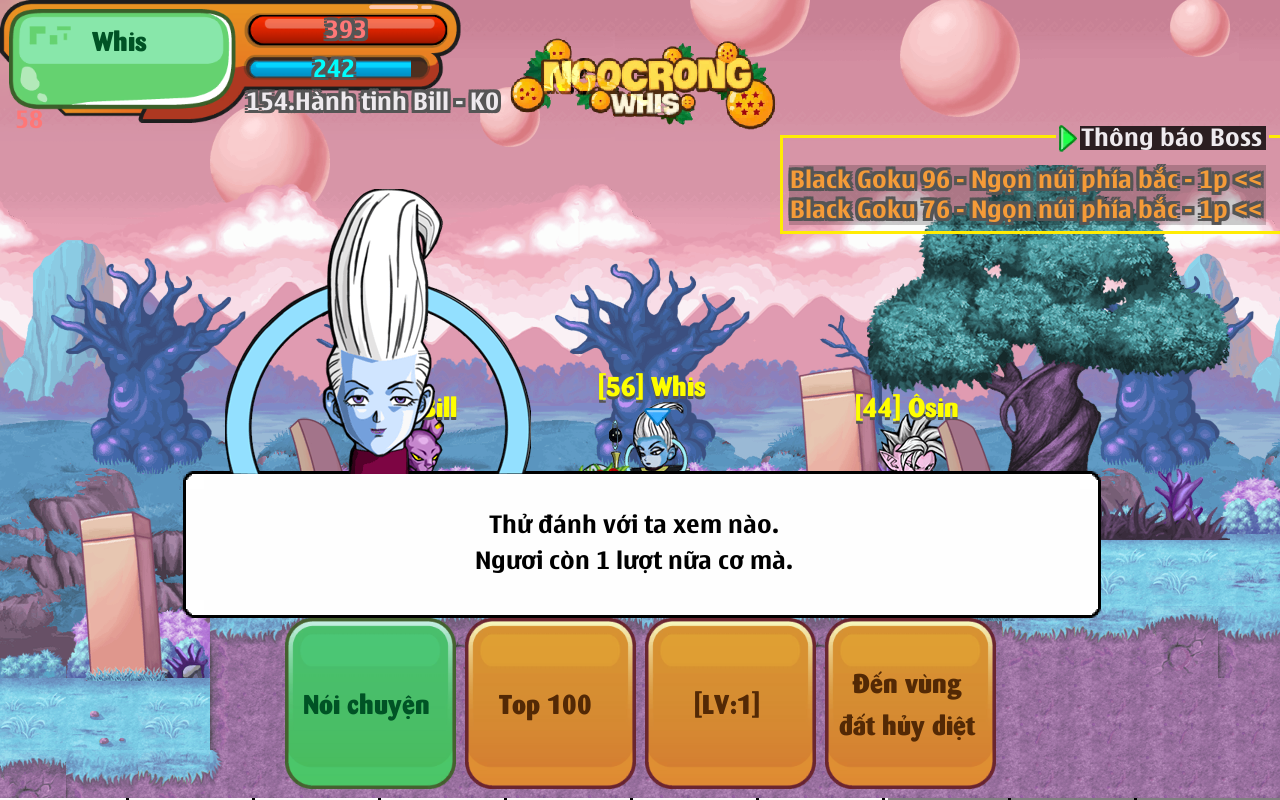 Whis
393
242
154.Hành tinh Bill - K0
58
NGOCRONG
WHIS
Thông báo Boss
Black Goku 96 - Ngọn núi phía bắc - 1p <<
Black Goku 76 - Ngọn núi phía bắc - 1p <<
[56] Whis
Bill
[44] Ôsin
Thử đánh với ta xem nào.
Ngươi còn 1 lượt nữa cơ mà.
Nói chuyện
Top 100
[LV:1]
Đến vùng
đất hủy diệt